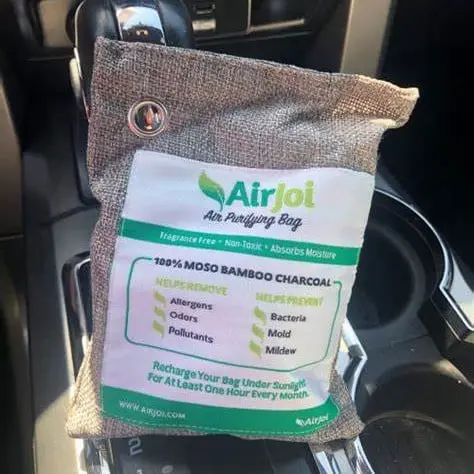 AirJoi
Air Purifying Bag
Fragrance Free • Non-Toxic • Absorbs Moisture
100% MOSO BAMBOO CHARCOAL
HELPS REMOVE
Allergens
Odors
Pollutants
HELPS PREVENT
Bacteria
Mold
Mildew
Recharge Your Bag Under Sunlight
For At Least One Hour Every Month.
WWW.AIRJOI.COM
AirJoi
2